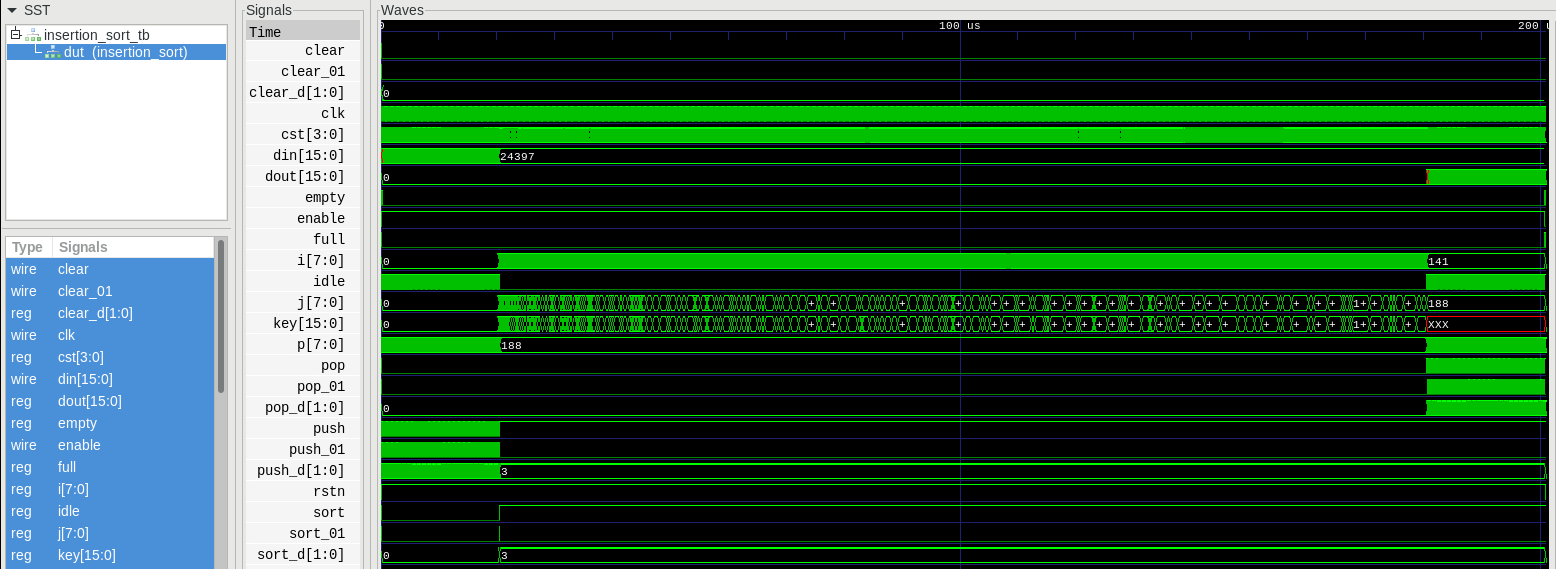 SST
insertion_sort_tb
dut (insertion_sort)
Type Signals
wire clear
wire clear_01
reg clear_d[1:0]
wire clk
reg cst[3:0]
wire din[15:0]
reg dout[15:0]
reg empty
wire enable
reg full
reg i[7:0]
reg idle
reg j[7:0]
reg key[15:0]
Signals
Time
clear
clear_01
clear_d[1:0]
clk
cst[3:0]
din[15:0]
dout[15:0]
empty
enable
full
i[7:0]
idle
j[7:0]
key[15:0]
p[7:0]
pop
pop_01
pop_d[1:0]
push
push_01
push_d[1:0]
rstn
sort
sort_01
sort_d[1:0]
Waves
0 100 us 200 u
0
24397
0
0 141
0 + + + + + + + + + + + + + + + + + + + + + 1+ + + 188
0 + + + + + + + + + + + + + + + + + + + + + 1+ + + XXX
188
0
3
0 3